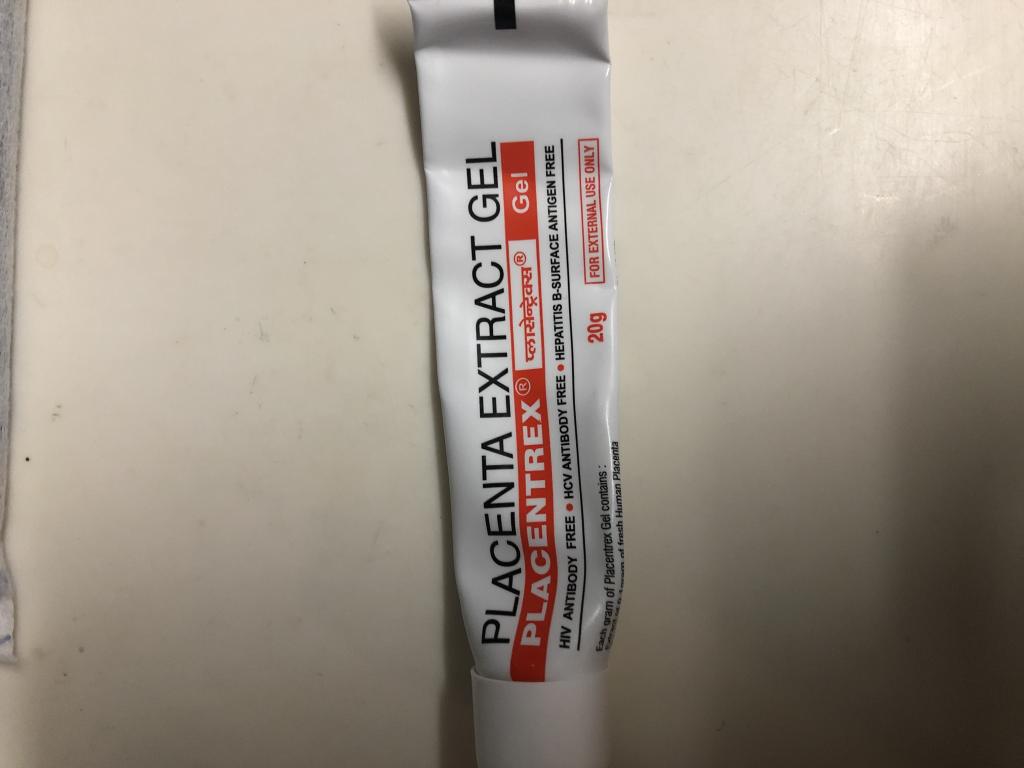 PLACENTA EXTRACT GEL
PLACENTREX® प्लासेन्ट्रेक्स® Gel
HIV ANTIBODY FREE • HCV ANTIBODY FREE • HEPATITIS B-SURFACE ANTIGEN FREE
20g FOR EXTERNAL USE ONLY
Each gram of Placentrex Gel contains :
of fresh Human Placenta